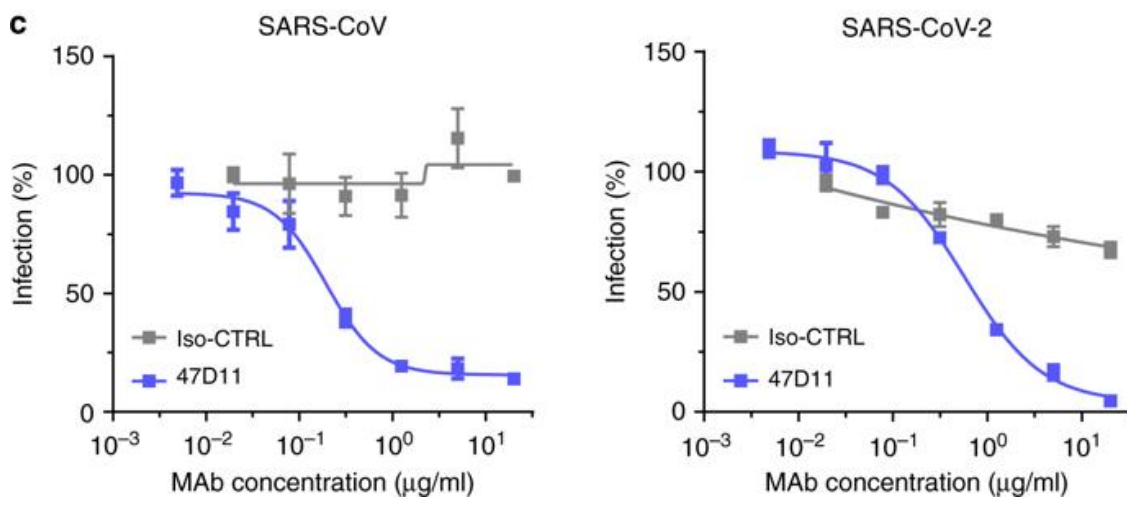 c
SARS-CoV
150
100
50
0
Infection (%)
Iso-CTRL
47D11
10⁻³ 10⁻² 10⁻¹ 10⁰ 10¹
MAb concentration (μg/ml)
SARS-CoV-2
150
100
50
0
Infection (%)
Iso-CTRL
47D11
10⁻³ 10⁻² 10⁻¹ 10⁰ 10¹
MAb concentration (μg/ml)